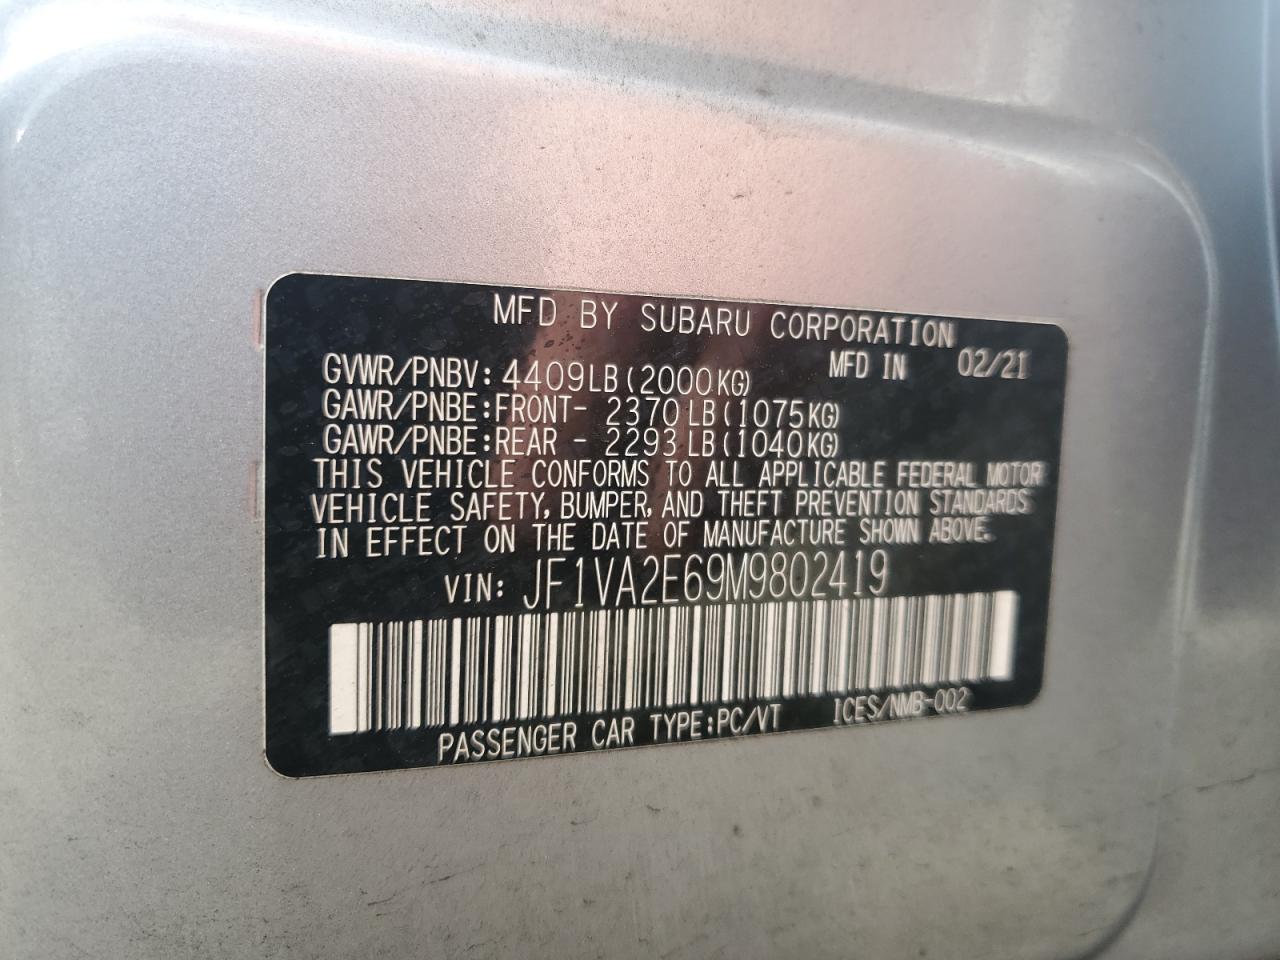 MFD BY SUBARU CORPORATION
MFD IN 02/21
GVWR/PNBV: 4409LB(2000KG)
GAWR/PNBE:FRONT- 2370LB(1075KG)
GAWR/PNBE:REAR - 2293LB(1040KG)
THIS VEHICLE CONFORMS TO ALL APPLICABLE FEDERAL MOTOR
VEHICLE SAFETY, BUMPER, AND THEFT PREVENTION STANDARDS
IN EFFECT ON THE DATE OF MANUFACTURE SHOWN ABOVE.
VIN: JF1VA2E69M9802419
PASSENGER CAR TYPE:PC/VT ICES/NMB-002